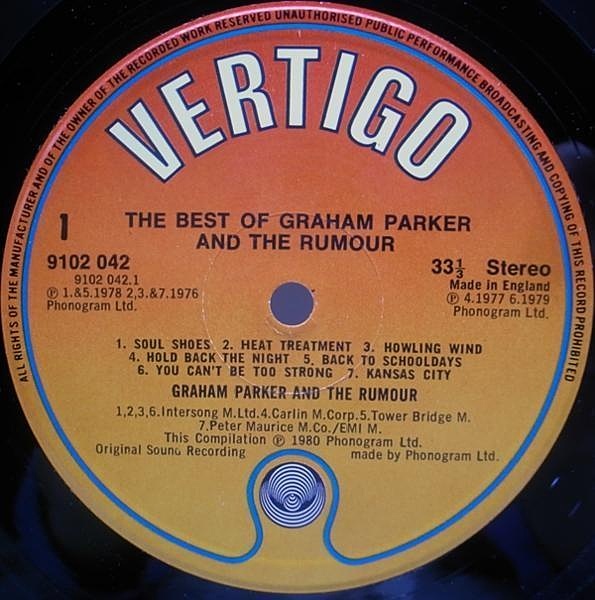 ALL RIGHTS OF THE MANUFACTURER AND OF THE OWNER OF THE RECORDED WORK RESERVED UNAUTHORISED PUBLIC PERFORMANCE BROADCASTING AND COPYING OF THIS RECORD PROHIBITED
VERTIGO
1
THE BEST OF GRAHAM PARKER
AND THE RUMOUR
9102 042
9102 042.1
℗ 1.&5.1978 2,3.&7.1976
Phonogram Ltd.
33⅓ Stereo
Made in England
℗ 4.1977 6.1979
Phonogram Ltd.
1. SOUL SHOES 2. HEAT TREATMENT 3. HOWLING WIND
4. HOLD BACK THE NIGHT 5. BACK TO SCHOOLDAYS
6. YOU CAN'T BE TOO STRONG 7. KANSAS CITY
GRAHAM PARKER AND THE RUMOUR
1,2,3,6.Intersong M.Ltd.4.Carlin M.Corp.5.Tower Bridge M.
7.Peter Maurice M.Co./EMI M.
This Compilation ℗ 1980 Phonogram Ltd.
Original Sound Recording made by Phonogram Ltd.